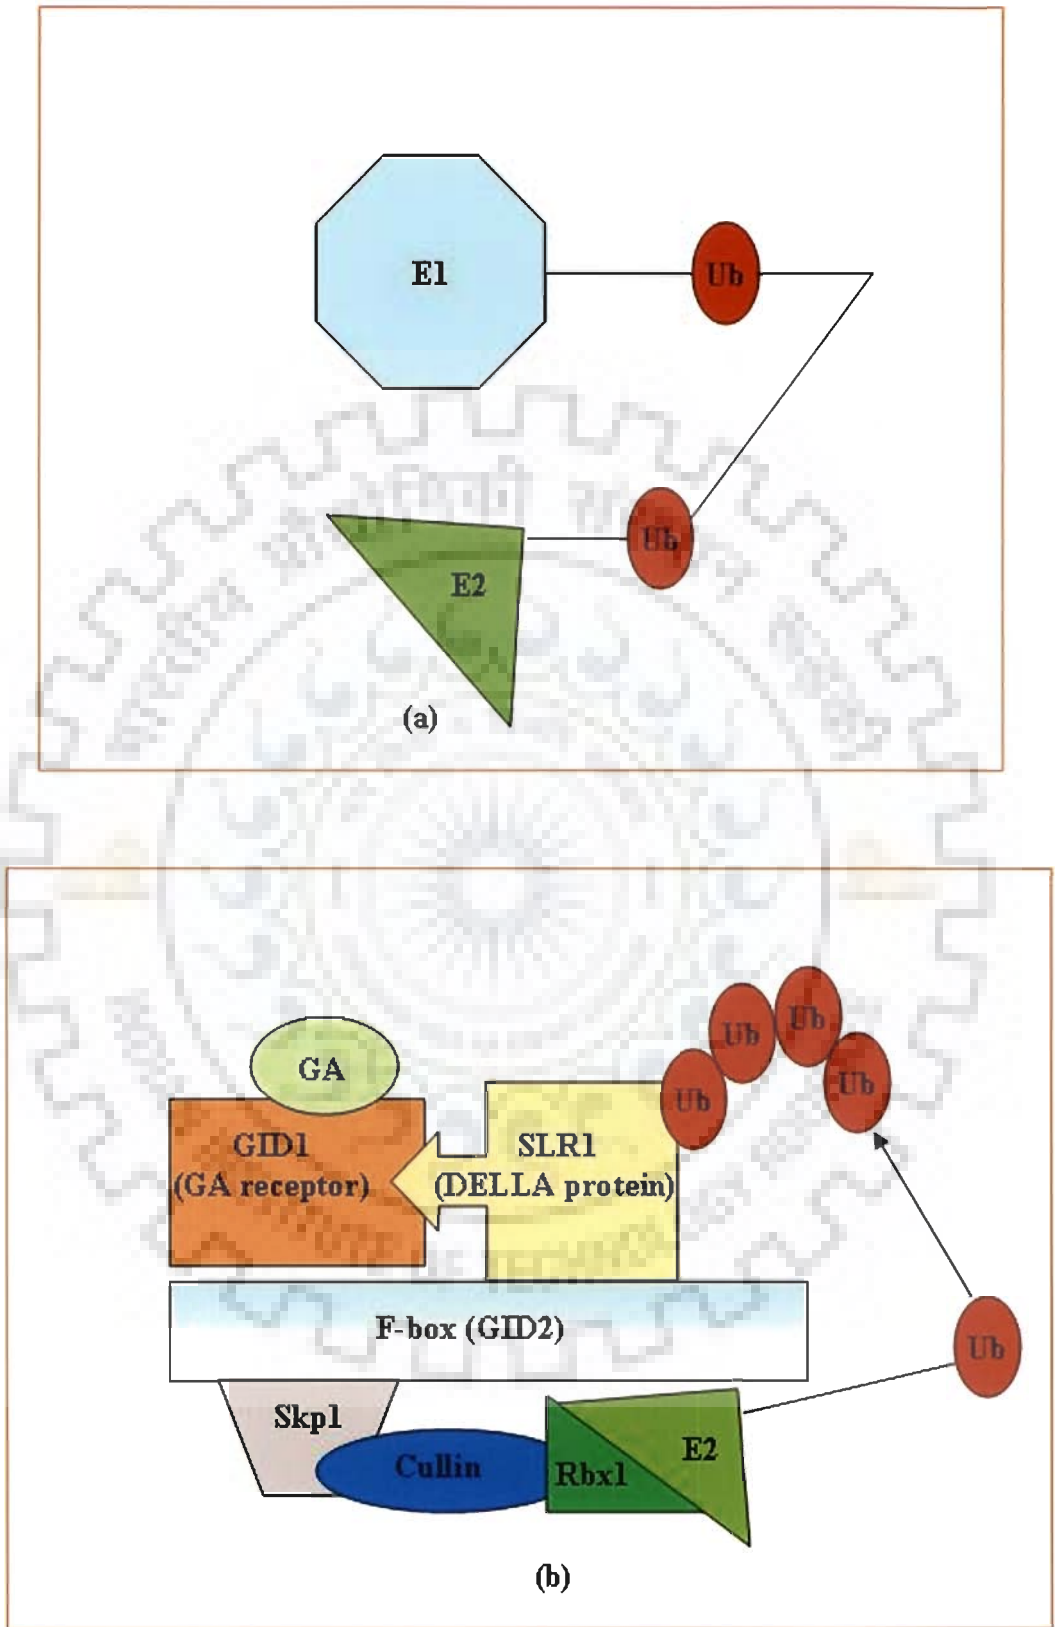 E1
Ub
Ub
E2
(a)
GA
Ub
Ub
Ub
Ub
GID1
(GA receptor)
SLR1
(DELLA protein)
F-box (GID2)
Ub
Skp1
Cullin
Rbx1
E2
(b)